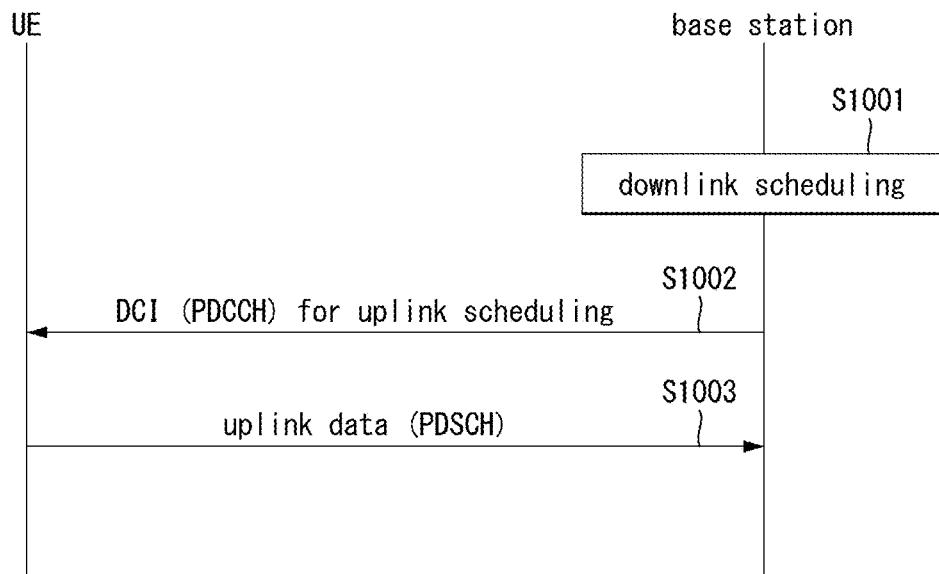 UE
base station
S1001
downlink scheduling
S1002
DCI (PDCCH) for uplink scheduling
S1003
uplink data (PDSCH)